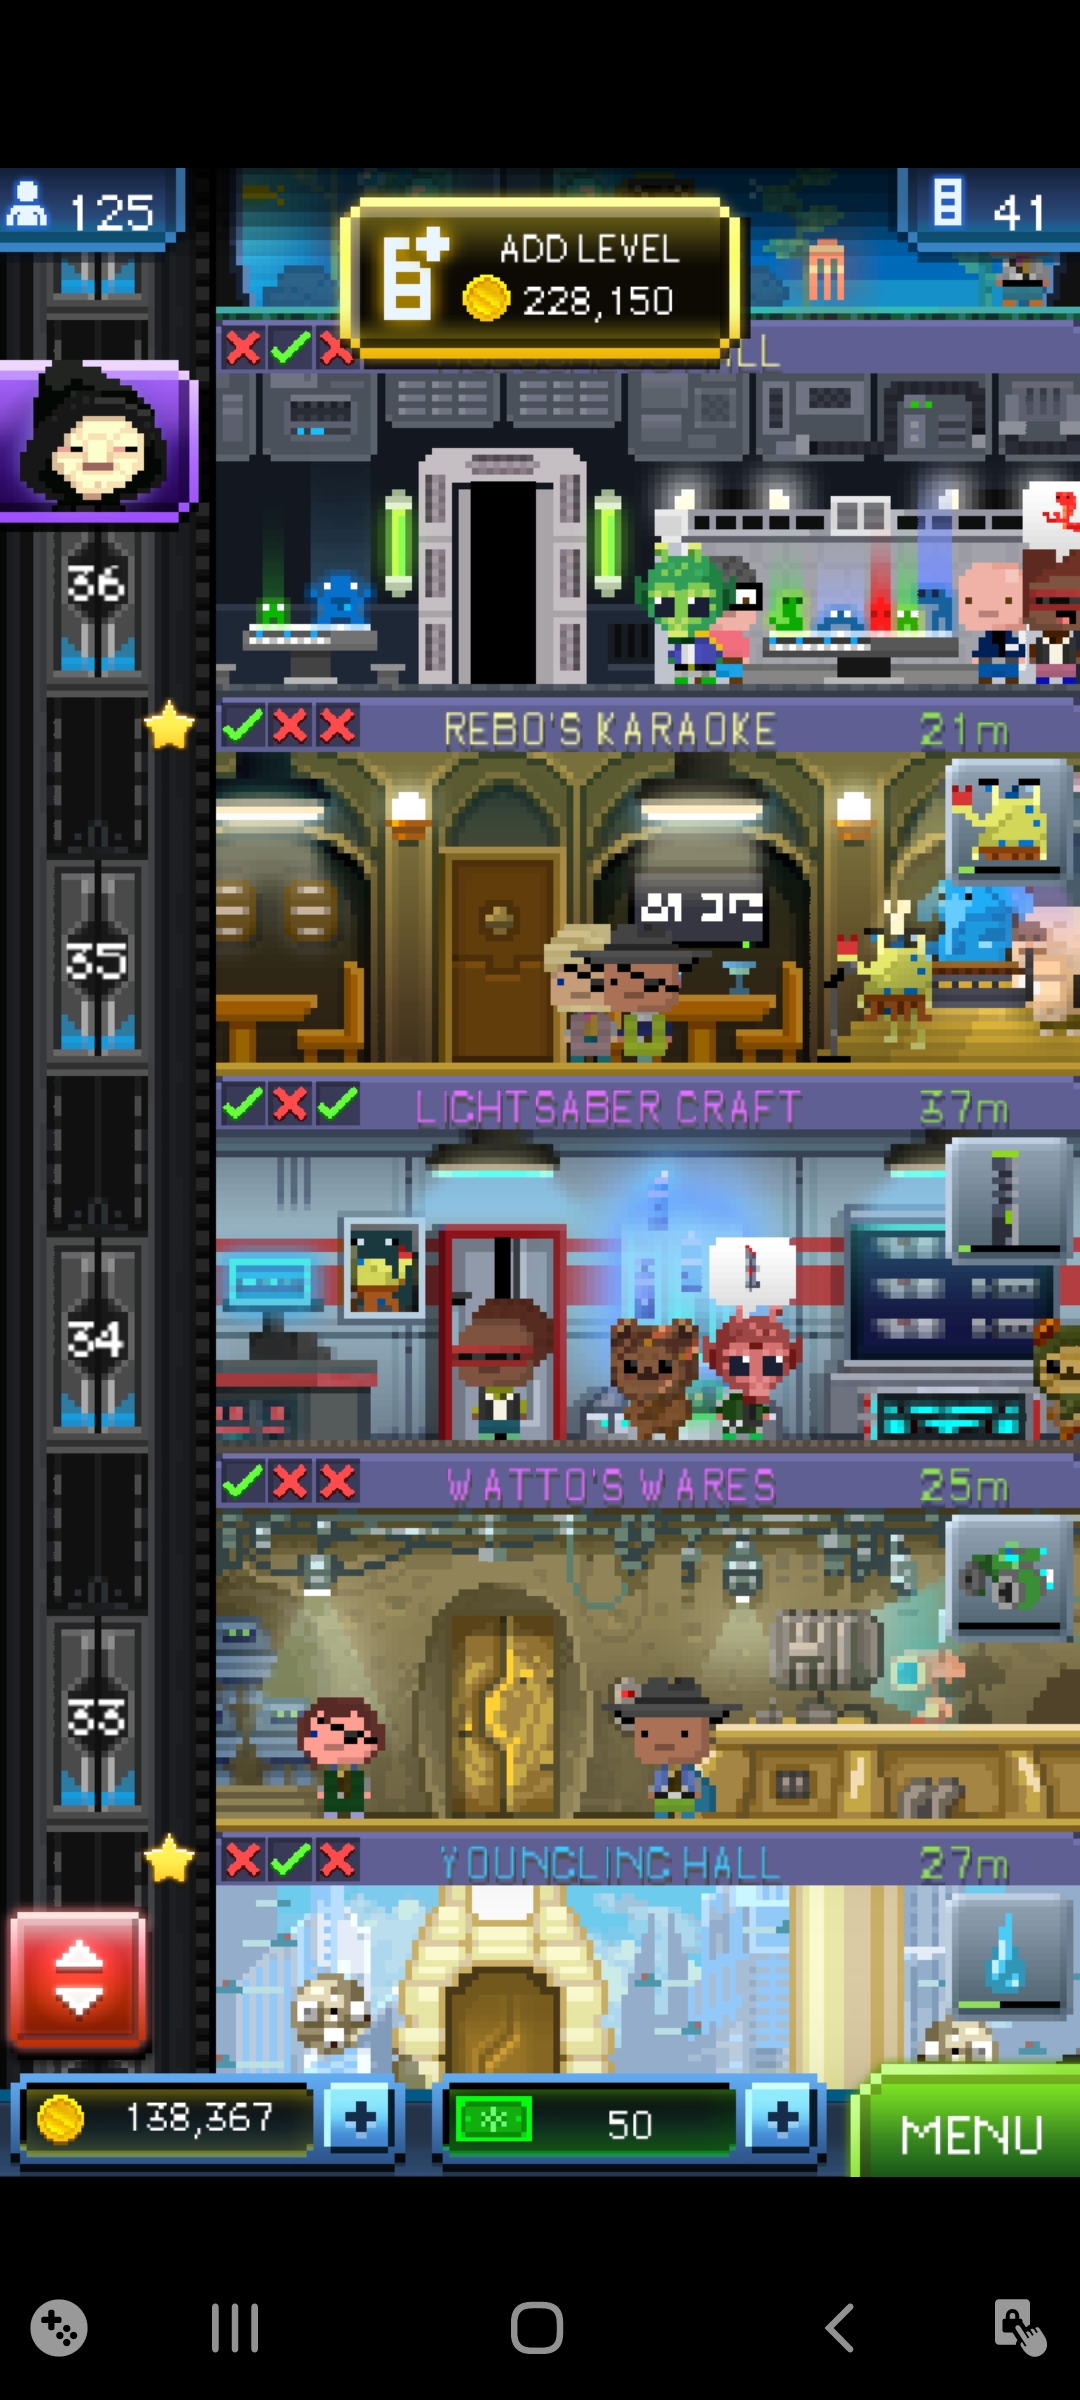 125
41
ADD LEVEL
228,150
LL
36
REBO'S KARAOKE 21m
35
LIGHTSABER CRAFT 37m
34
WATTO'S WARES 25m
33
YOUNGLING HALL 27m
138,367
50
MENU